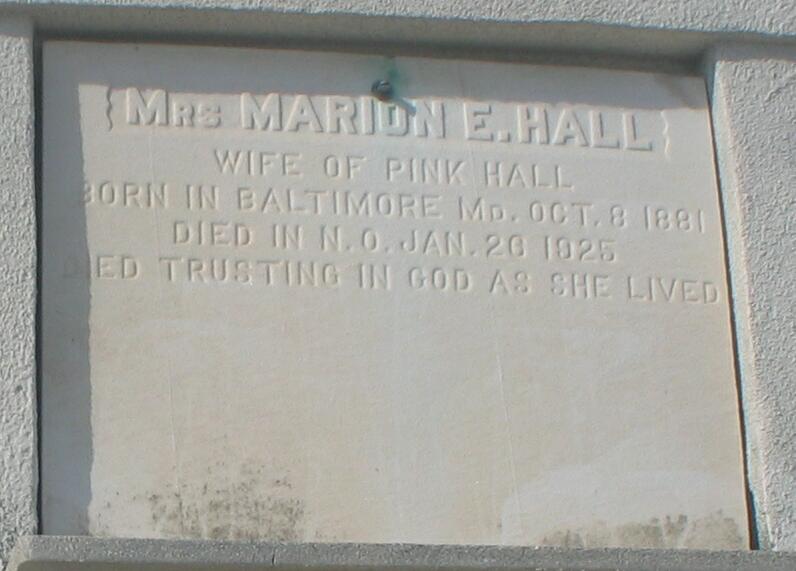 Mrs MARION E. HALL
WIFE OF PINK HALL
BORN IN BALTIMORE MD. OCT. 8 1881
DIED IN N.O. JAN. 26 1925
DIED TRUSTING IN GOD AS SHE LIVED